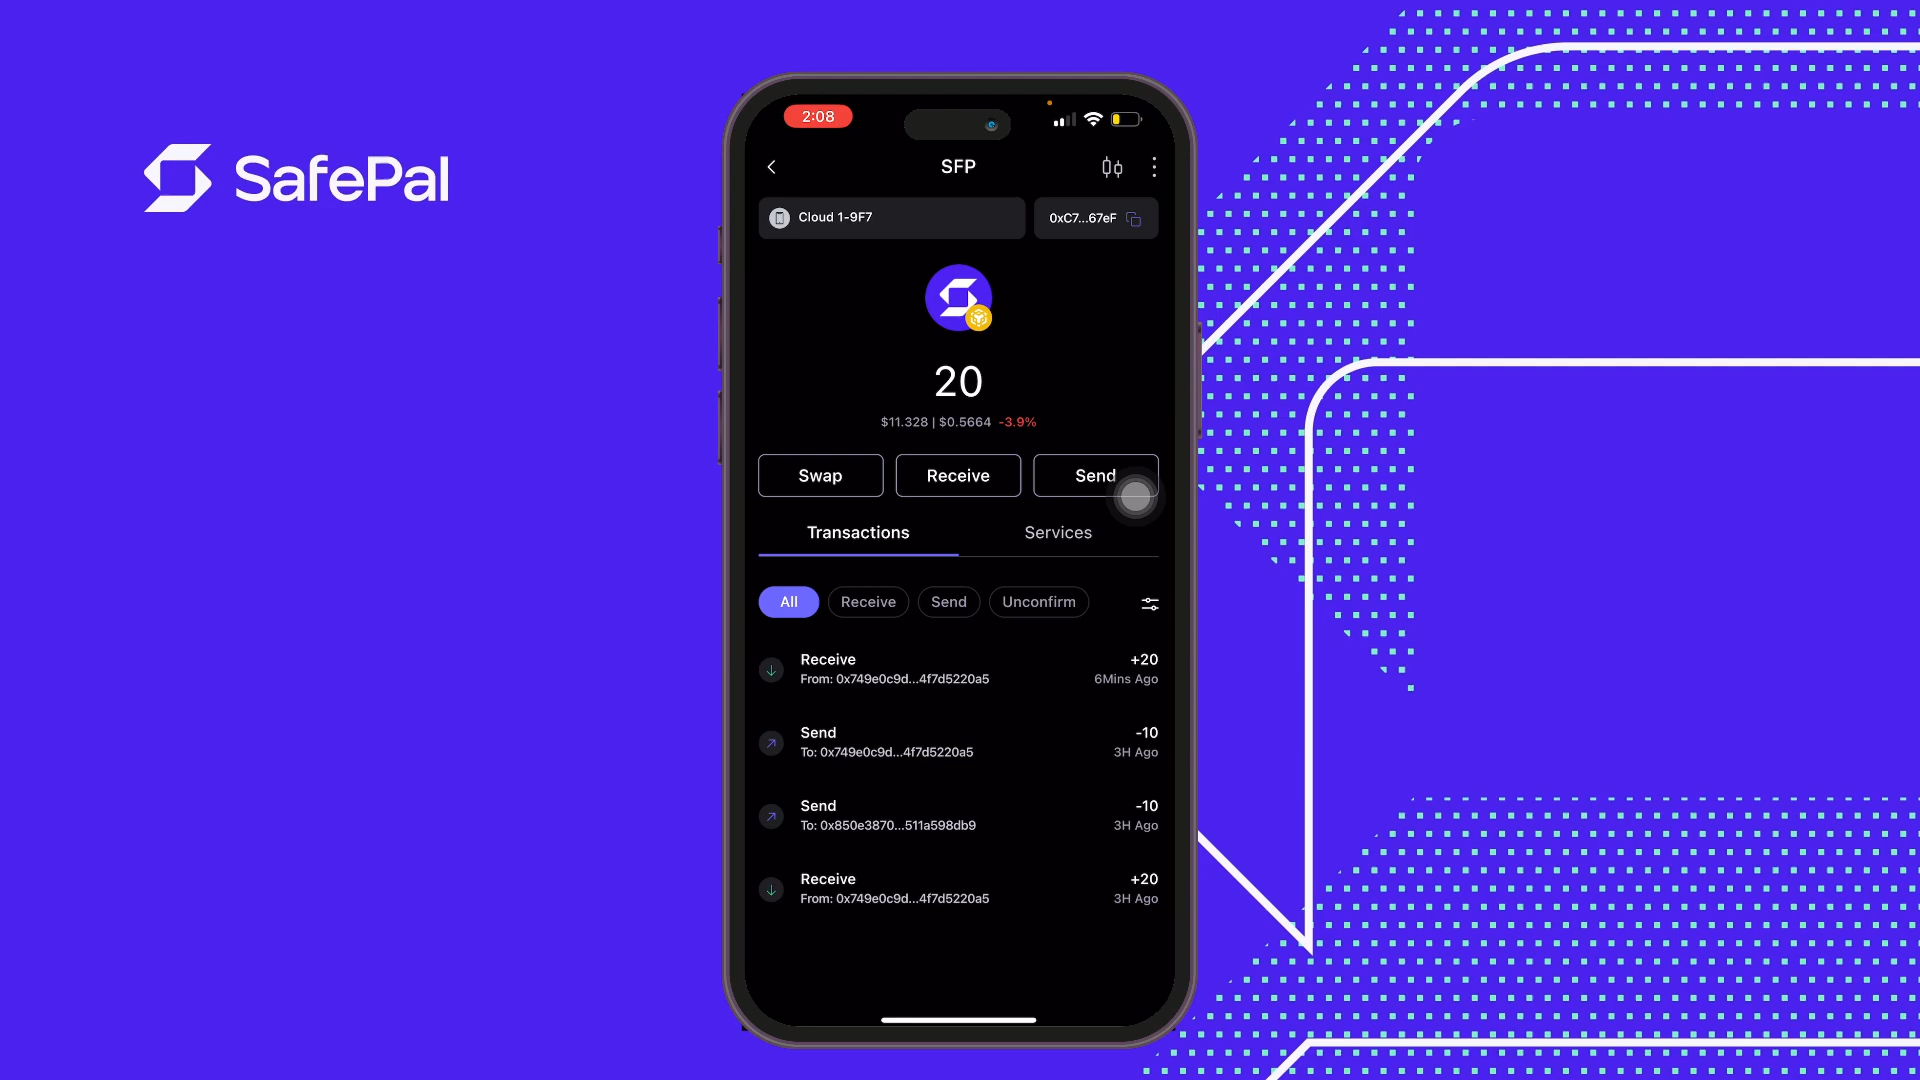 SafePal
2:08
SFP
Cloud 1-9F7
0xC7...67eF
20
$11.328 | $0.5664 -3.9%
Swap
Receive
Send
Transactions
Services
All
Receive
Send
Unconfirm
Receive
+20
From: 0x749e0c9d...4f7d5220a5
6Mins Ago
Send
-10
To: 0x749e0c9d...4f7d5220a5
3H Ago
Send
-10
To: 0x850e3870...511a598db9
3H Ago
Receive
+20
From: 0x749e0c9d...4f7d5220a5
3H Ago